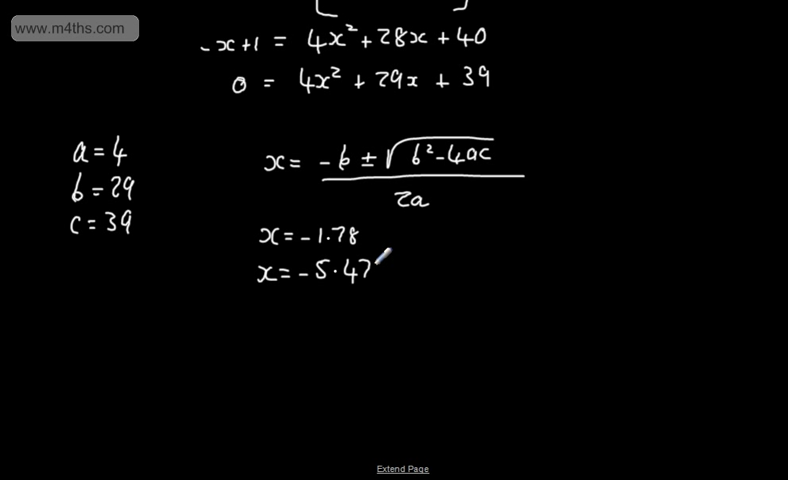 www.m4ths.com
-x+1 = 4x²+28x+40
0 = 4x² + 29x + 39
a=4
b=29
c=39
x= -b ± √b²-4ac
2a
x=-1.78
x=-5.47
Extend Page